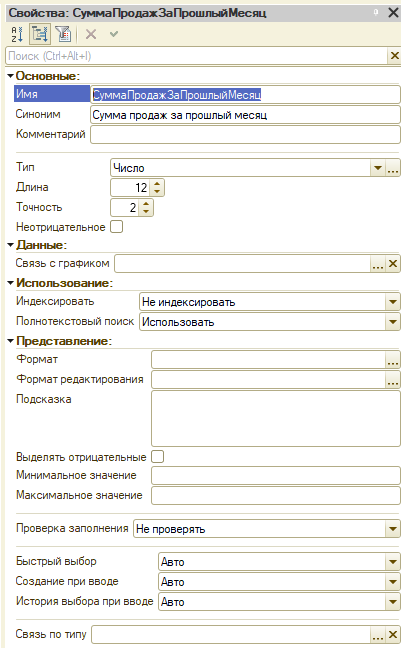 Свойства: СуммаПродажЗаПрошлыйМесяц
Поиск (Ctrl+Alt+I)
Основные:
Имя СуммаПродажЗаПрошлыйМесяц
Синоним Сумма продаж за прошлый месяц
Комментарий
Тип Число
Длина 12
Точность 2
Неотрицательное
Данные:
Связь с графиком
Использование:
Индексировать Не индексировать
Полнотекстовый поиск Использовать
Представление:
Формат
Формат редактирования
Подсказка
Выделять отрицательные
Минимальное значение
Максимальное значение
Проверка заполнения Не проверять
Быстрый выбор Авто
Создание при вводе Авто
История выбора при вводе Авто
Связь по типу